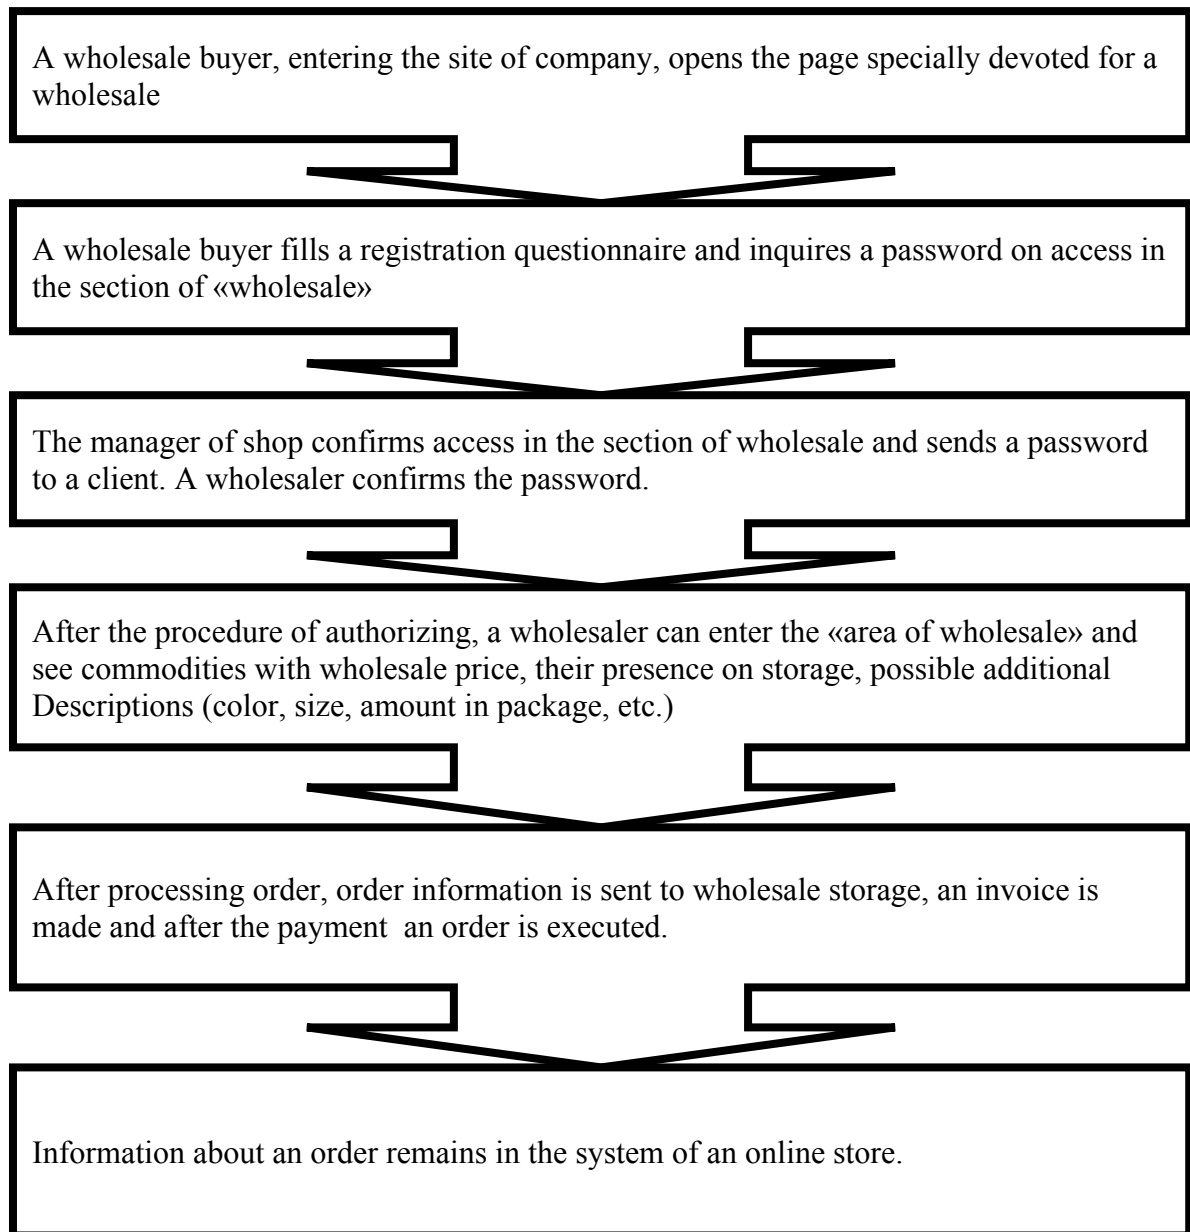 A wholesale buyer, entering the site of company, opens the page specially devoted for a
wholesale
A wholesale buyer fills a registration questionnaire and inquires a password on access in
the section of «wholesale»
The manager of shop confirms access in the section of wholesale and sends a password
to a client. A wholesaler confirms the password.
After the procedure of authorizing, a wholesaler can enter the «area of wholesale» and
see commodities with wholesale price, their presence on storage, possible additional
Descriptions (color, size, amount in package, etc.)
After processing order, order information is sent to wholesale storage, an invoice is
made and after the payment  an order is executed.
Information about an order remains in the system of an online store.